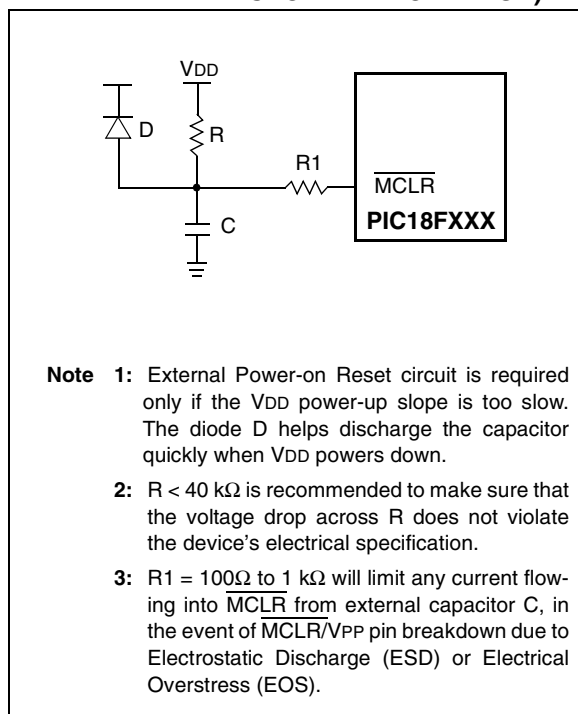 VDD
D
R
R1
MCLR
C
PIC18FXXX
Note 1: External Power-on Reset circuit is required
only if the VDD power-up slope is too slow.
The diode D helps discharge the capacitor
quickly when VDD powers down.
2: R < 40 kΩ is recommended to make sure that
the voltage drop across R does not violate
the device's electrical specification.
3: R1 = 100Ω to 1 kΩ will limit any current flow-
ing into MCLR from external capacitor C, in
the event of MCLR/VPP pin breakdown due to
Electrostatic Discharge (ESD) or Electrical
Overstress (EOS).